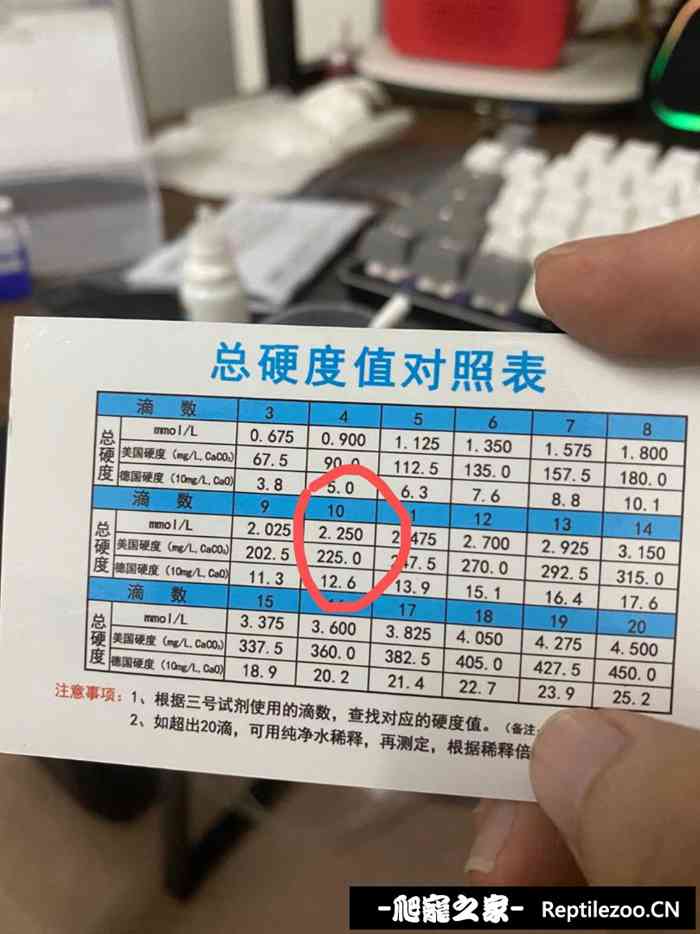 总硬度值对照表
滴 数 3 4 5 6 7 8
总硬度 mmol/L 0.675 0.900 1.125 1.350 1.575 1.800
美国硬度(mg/L,CaCO₃) 67.5 90.0 112.5 135.0 157.5 180.0
德国硬度(10mg/L,CaO) 3.8 5.0 6.3 7.6 8.8 10.1
滴 数 9 10 12 13 14
总硬度 mmol/L 2.025 2.250 2.475 2.700 2.925 3.150
美国硬度(mg/L,CaCO₃) 202.5 225.0 247.5 270.0 292.5 315.0
德国硬度(10mg/L,CaO) 11.3 12.6 13.9 15.1 16.4 17.6
滴 数 15 17 18 19 20
总硬度 mmol/L 3.375 3.600 3.825 4.050 4.275 4.500
美国硬度(mg/L,CaCO₃) 337.5 360.0 382.5 405.0 427.5 450.0
德国硬度(10mg/L,CaO) 18.9 20.2 21.4 22.7 23.9 25.2
注意事项:1、根据三号试剂使用的滴数,查找对应的硬度值。(备注:
2、如超出20滴,可用纯净水稀释,再测定,根据稀释倍
-爬寵之家- Reptilezoo.CN